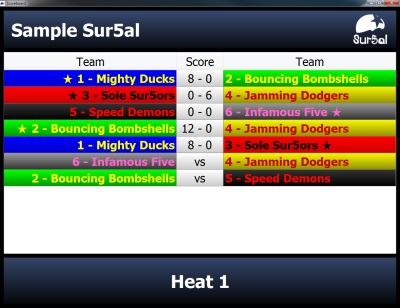 Scoreboard
Sample Sur5al
Sur5al
Team Score Team
★ 1 - Mighty Ducks 8 - 0 2 - Bouncing Bombshells
★ 3 - Sole Sur5ors 0 - 6 4 - Jamming Dodgers
5 - Speed Demons 0 - 0 6 - Infamous Five ★
★ 2 - Bouncing Bombshells 12 - 0 4 - Jamming Dodgers
1 - Mighty Ducks 8 - 0 3 - Sole Sur5ors ★
6 - Infamous Five vs 4 - Jamming Dodgers
2 - Bouncing Bombshells vs 5 - Speed Demons
Heat 1